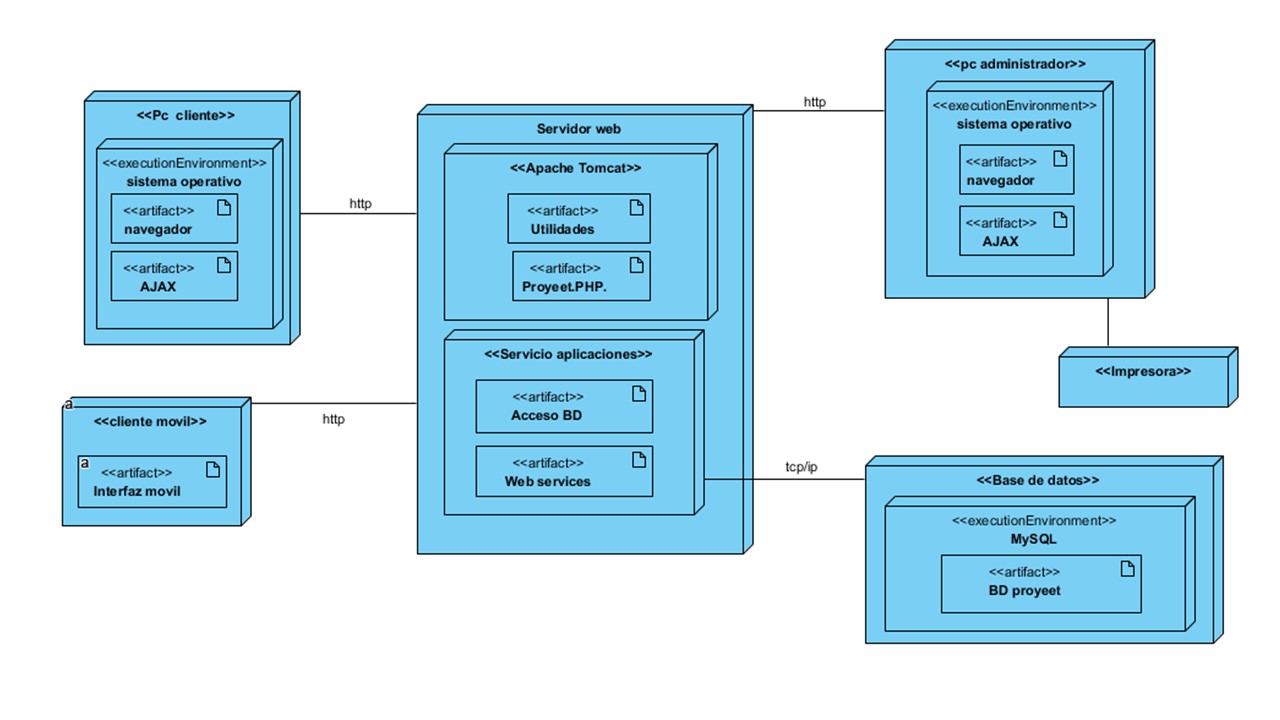 <<Pc  cliente>>
<<executionEnvironment>>
sistema operativo
<<artifact>>
navegador
<<artifact>>
AJAX
http
a
<<cliente movil>>
a
<<artifact>>
Interfaz movil
http
Servidor web
<<Apache Tomcat>>
<<artifact>>
Utilidades
<<artifact>>
Proyeet.PHP.
<<Servicio aplicaciones>>
<<artifact>>
Acceso BD
<<artifact>>
Web services
http
<<pc administrador>>
<<executionEnvironment>>
sistema operativo
<<artifact>>
navegador
<<artifact>>
AJAX
<<Impresora>>
tcp/ip
<<Base de datos>>
<<executionEnvironment>>
MySQL
<<artifact>>
BD proyeet